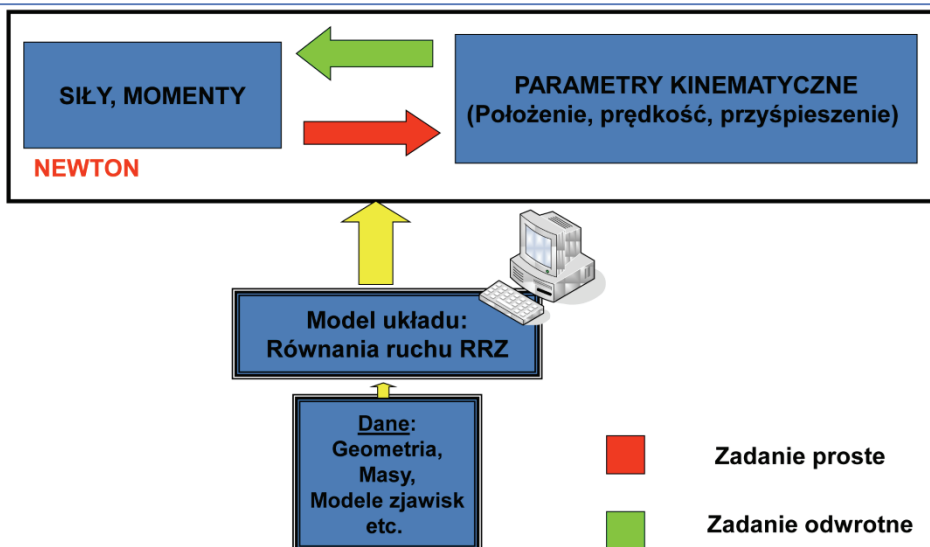 SIŁY, MOMENTY
NEWTON
PARAMETRY KINEMATYCZNE
(Położenie, prędkość, przyśpieszenie)
Model układu:
Równania ruchu RRZ
Dane:
Geometria,
Masy,
Modele zjawisk
etc.
Zadanie proste
Zadanie odwrotne